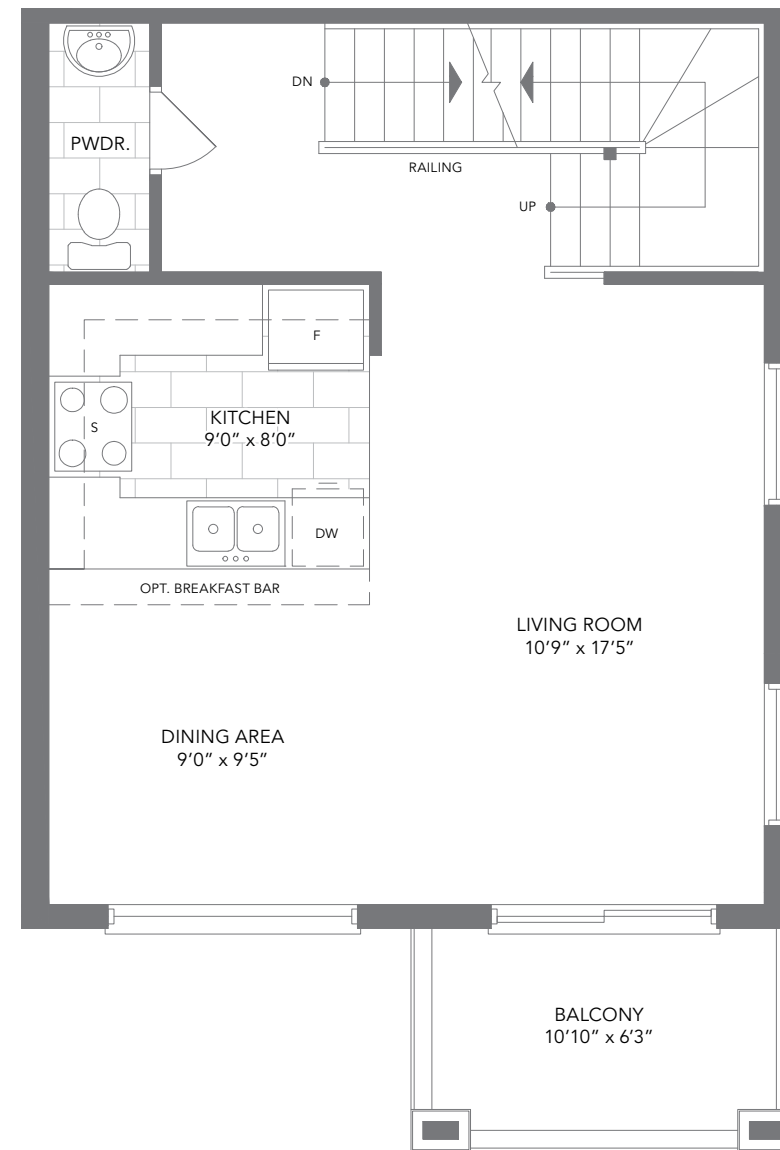 DN
PWDR.
RAILING
UP
F
S
KITCHEN
9’0” x 8’0”
DW
OPT. BREAKFAST BAR
LIVING ROOM
10’9” x 17’5”
DINING AREA
9’0” x 9’5”
BALCONY
10’10” x 6’3”